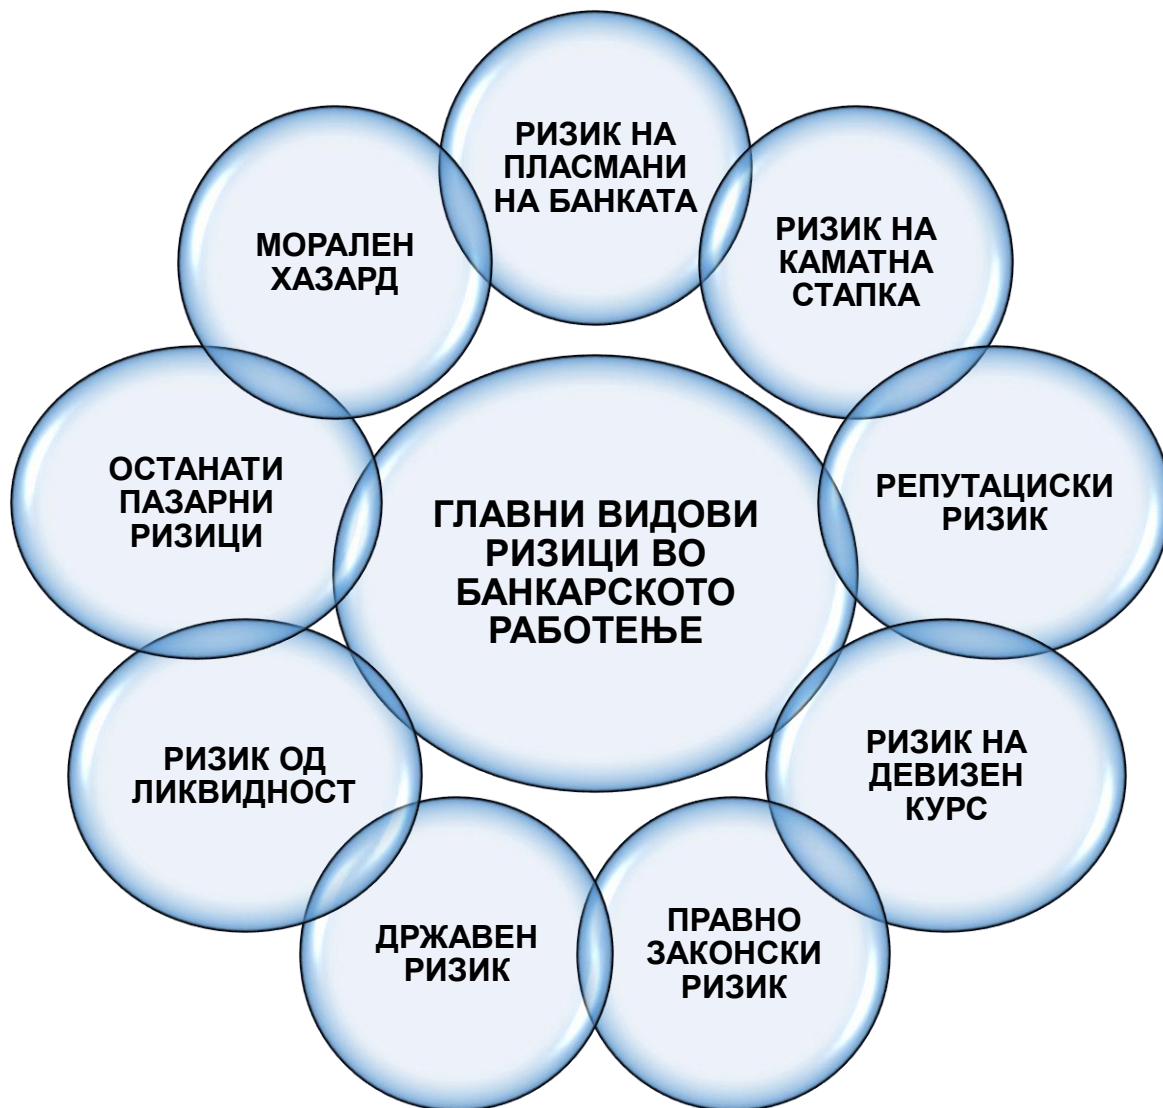 РИЗИК НА
ПЛАСМАНИ
НА БАНКАТА
РИЗИК НА
КАМАТНА
СТАПКА
РЕПУТАЦИСКИ
РИЗИК
РИЗИК НА
ДЕВИЗЕН
КУРС
ПРАВНО
ЗАКОНСКИ
РИЗИК
ДРЖАВЕН
РИЗИК
РИЗИК ОД
ЛИКВИДНОСТ
ОСТАНАТИ
ПАЗАРНИ
РИЗИЦИ
МОРАЛЕН
ХАЗАРД
ГЛАВНИ ВИДОВИ
РИЗИЦИ ВО
БАНКАРСКОТО
РАБОТЕЊЕ